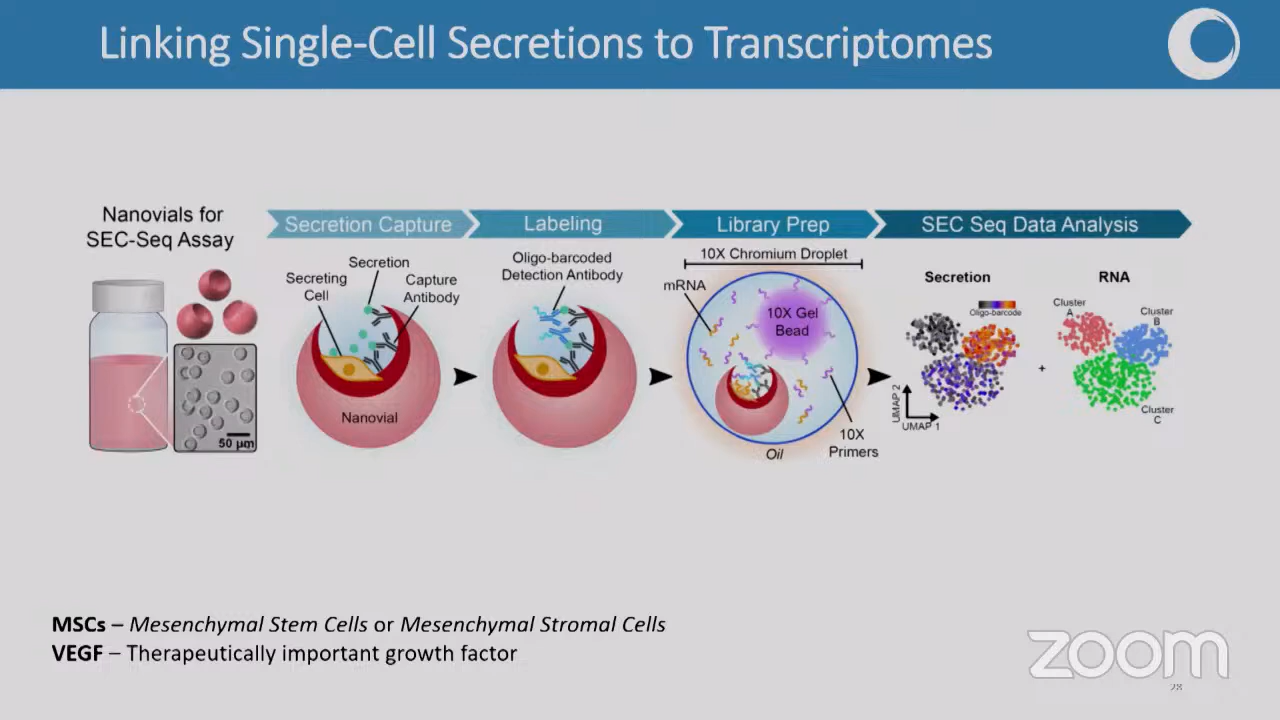 Linking Single-Cell Secretions to Transcriptomes
Nanovials for
SEC-Seq Assay
50 µm
Secretion Capture
Secretion
Secreting
Cell
Capture
Antibody
Nanovial
Labeling
Oligo-barcoded
Detection Antibody
Library Prep
10X Chromium Droplet
mRNA
10X Gel
Bead
10X
Primers
Oil
SEC Seq Data Analysis
Secretion
Oligo-barcode
UMAP 2
UMAP 1
+
RNA
Cluster
A
Cluster
B
Cluster
C
MSCs – Mesenchymal Stem Cells or Mesenchymal Stromal Cells
VEGF – Therapeutically important growth factor
zoom
28